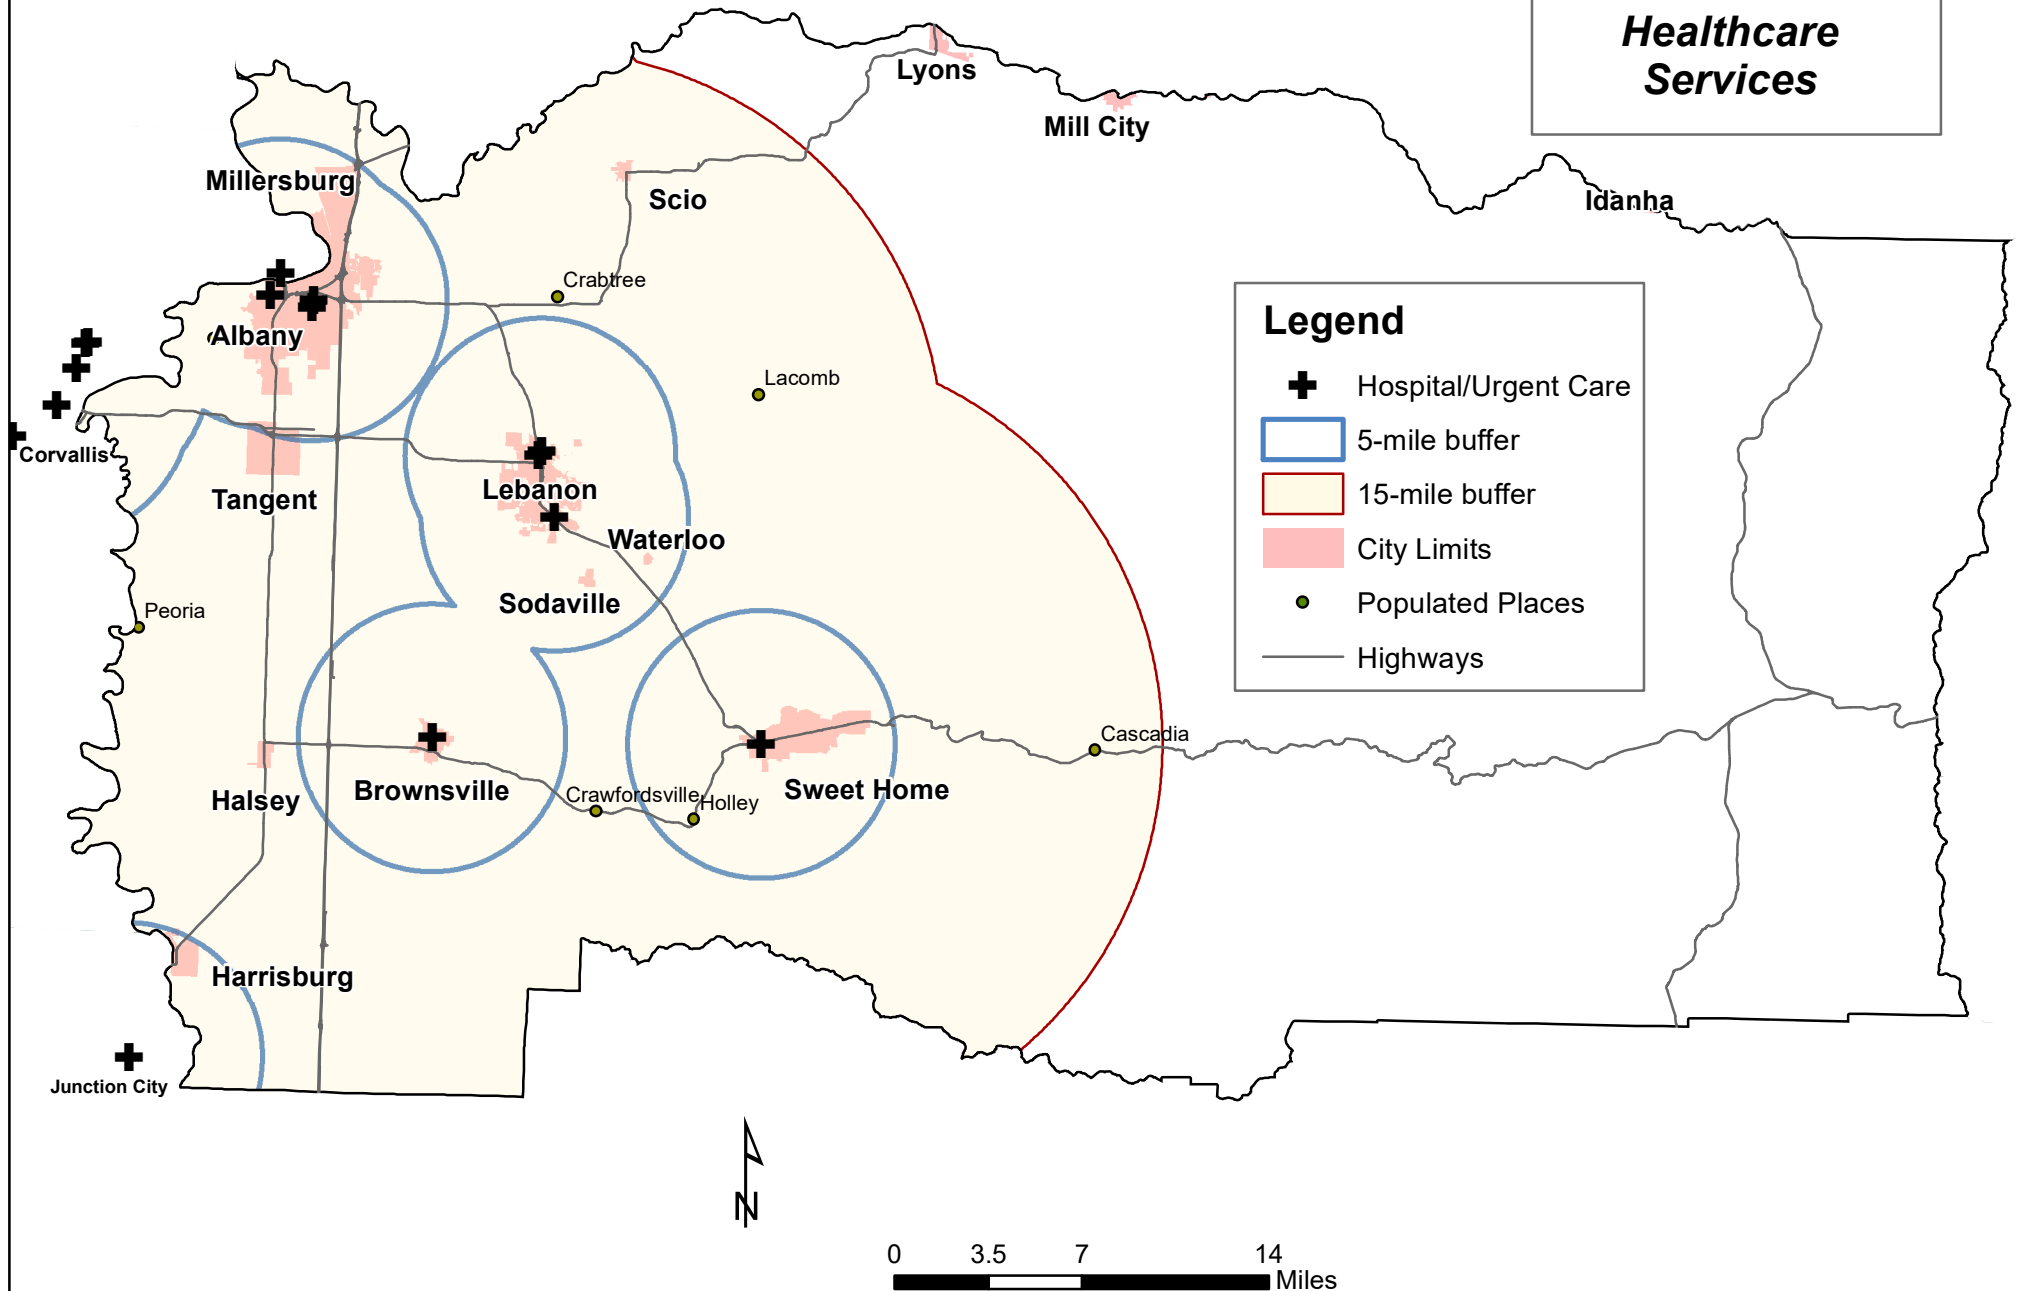 Healthcare
Services
Lyons
Mill City
Millersburg
Scio
Idanha
Crabtree
Albany
Lacomb
Corvallis
Lebanon
Tangent
Waterloo
Sodaville
Peoria
Cascadia
Halsey
Brownsville
Crawfordsville
Holley
Sweet Home
Harrisburg
Junction City
Legend
Hospital/Urgent Care
5-mile buffer
15-mile buffer
City Limits
Populated Places
Highways
N
0 3.5 7 14
Miles